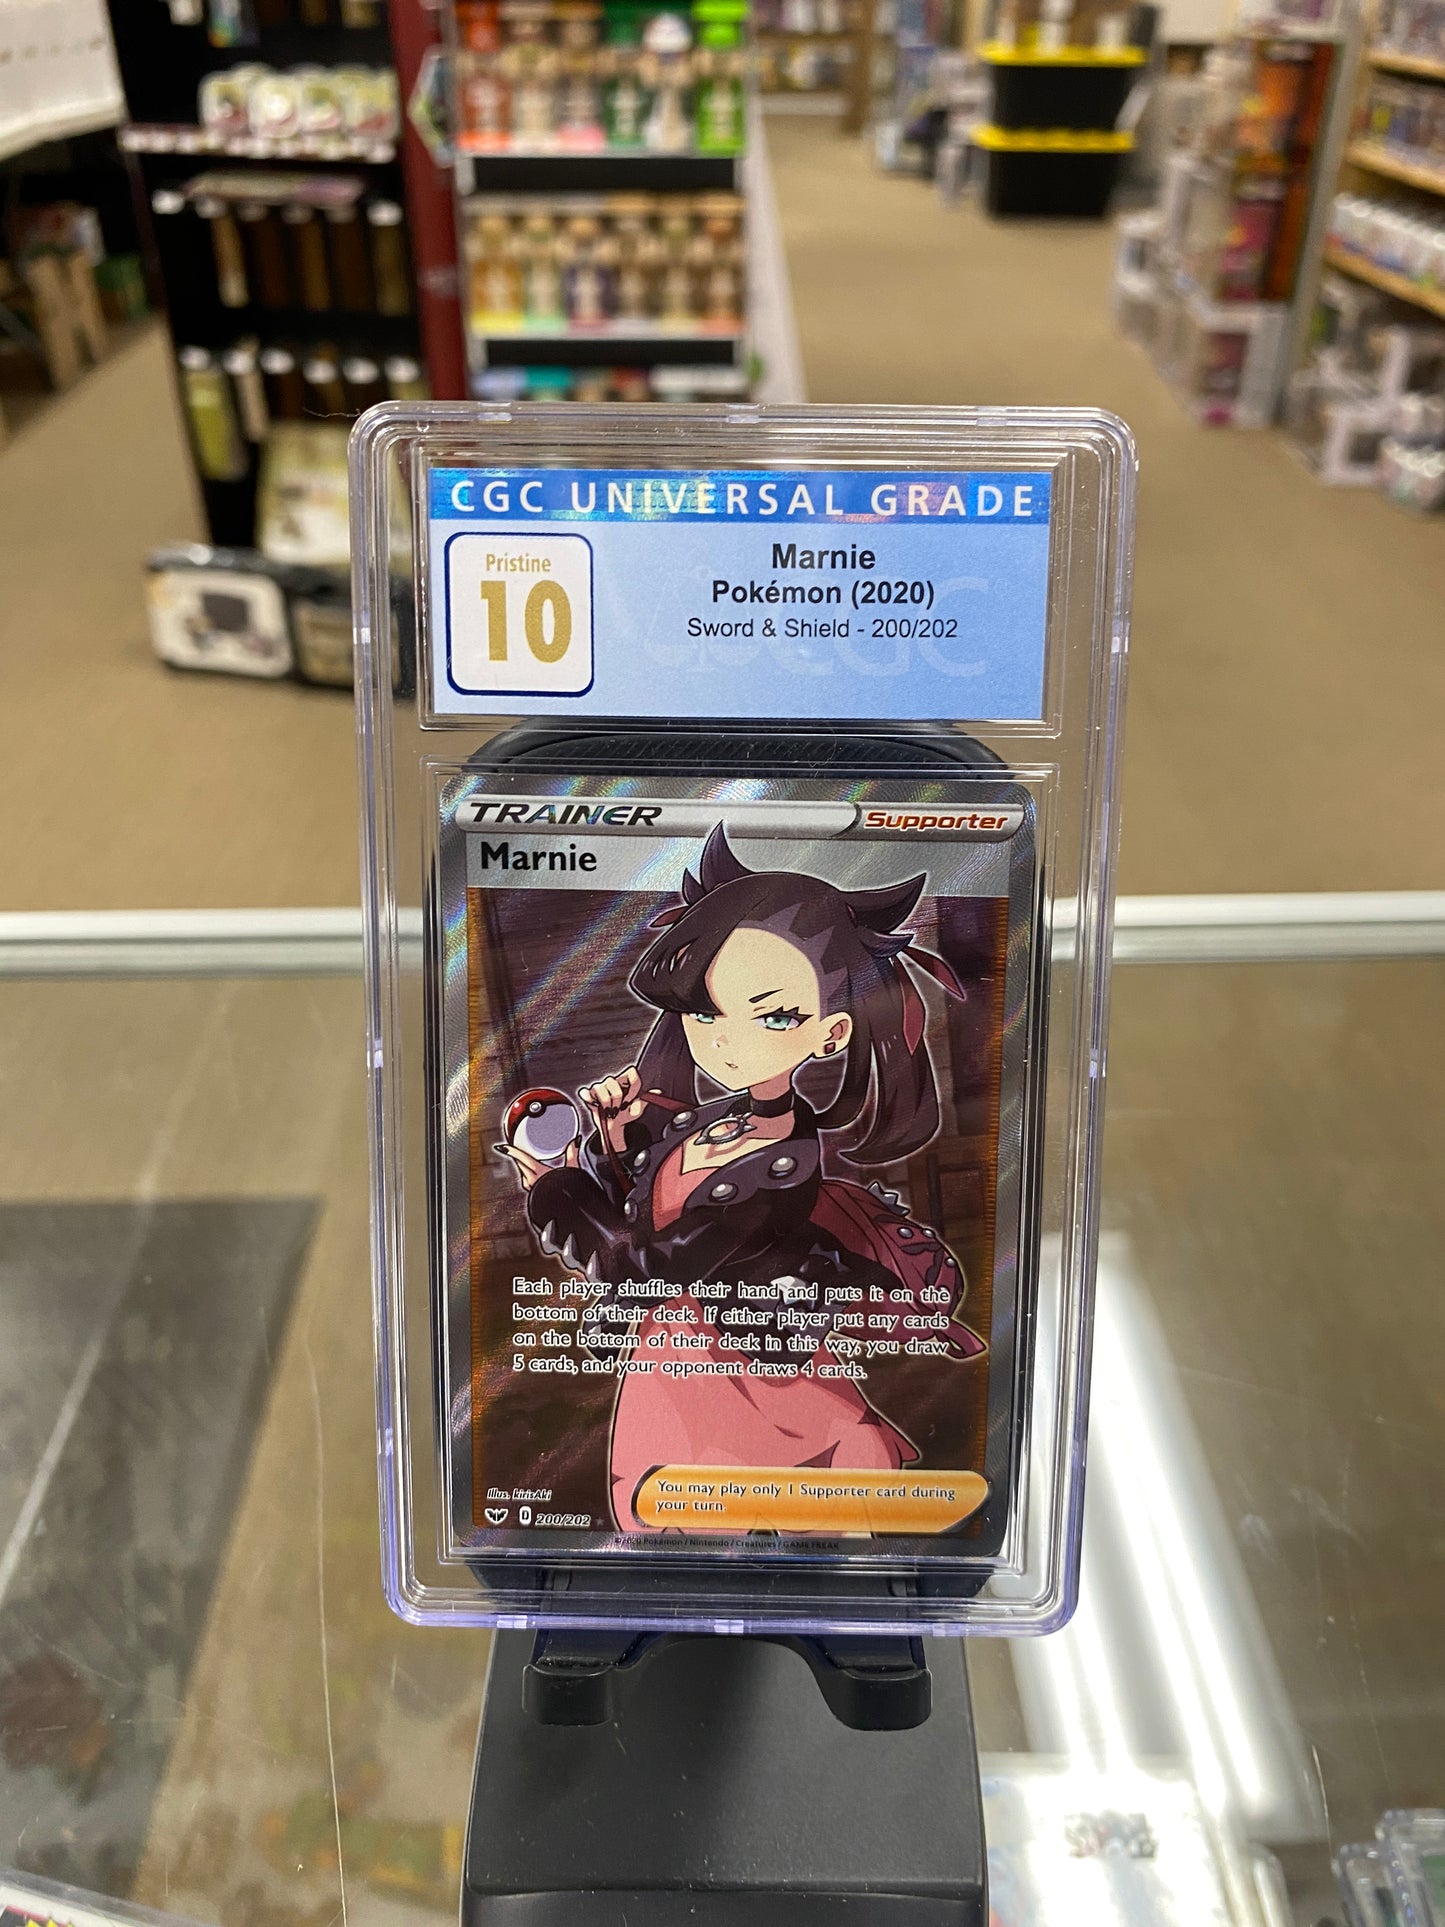 CGC UNIVERSAL GRADE
Pristine
10
Marnie
Pokémon (2020)
Sword & Shield - 200/202
CGC
TRAINER
Supporter
Marnie
Each player shuffles their hand and puts it on the
bottom of their deck. If either player put any cards
on the bottom of their deck in this way, you draw
5 cards, and your opponent draws 4 cards.
You may play only 1 Supporter card during
your turn.
Illus. kirisAki
D 200/202
©2020 Pokémon / Nintendo / Creatures / GAME FREAK